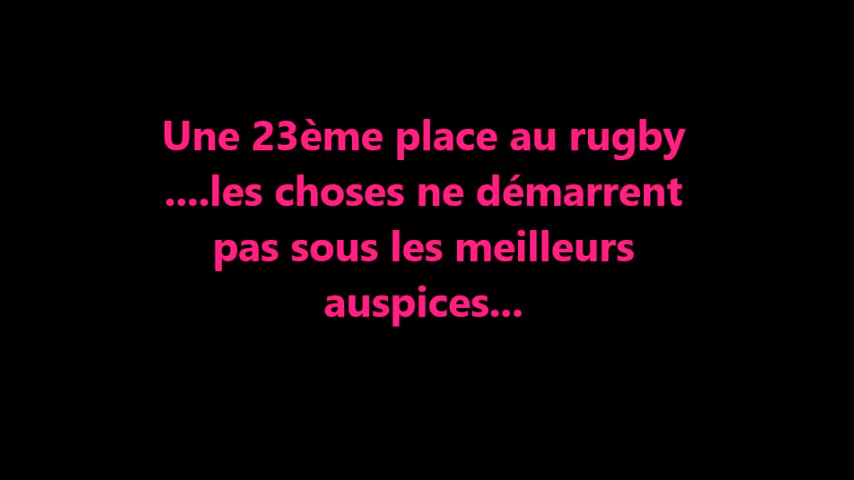 Une 23ème place au rugby
....les choses ne démarrent
pas sous les meilleurs
auspices...